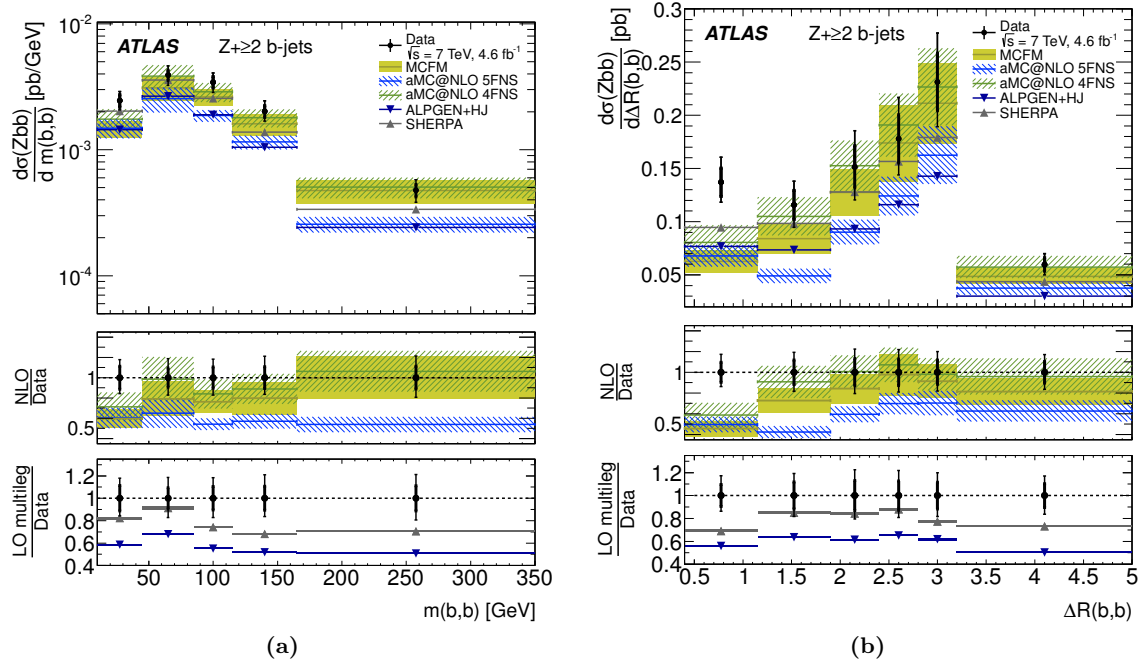 ATLAS Z+≥2 b-jets
Data
√s = 7 TeV, 4.6 fb⁻¹
MCFM
aMC@NLO 5FNS
aMC@NLO 4FNS
ALPGEN+HJ
SHERPA
dσ(Zbb)
d m(b,b)
[pb/GeV]
10⁻²
10⁻³
10⁻⁴
NLO
Data
1
0.5
LO multileg
Data
1.2
1
0.8
0.6
0.4
50 100 150 200 250 300 350
m(b,b) [GeV]
(a)
ATLAS Z+≥2 b-jets
Data
√s = 7 TeV, 4.6 fb⁻¹
MCFM
aMC@NLO 5FNS
aMC@NLO 4FNS
ALPGEN+HJ
SHERPA
dσ(Zbb)
dΔR(b,b)
[pb]
0.3
0.25
0.2
0.15
0.1
0.05
NLO
Data
1
0.5
LO multileg
Data
1.2
1
0.8
0.6
0.4
0.5 1 1.5 2 2.5 3 3.5 4 4.5 5
ΔR(b,b)
(b)